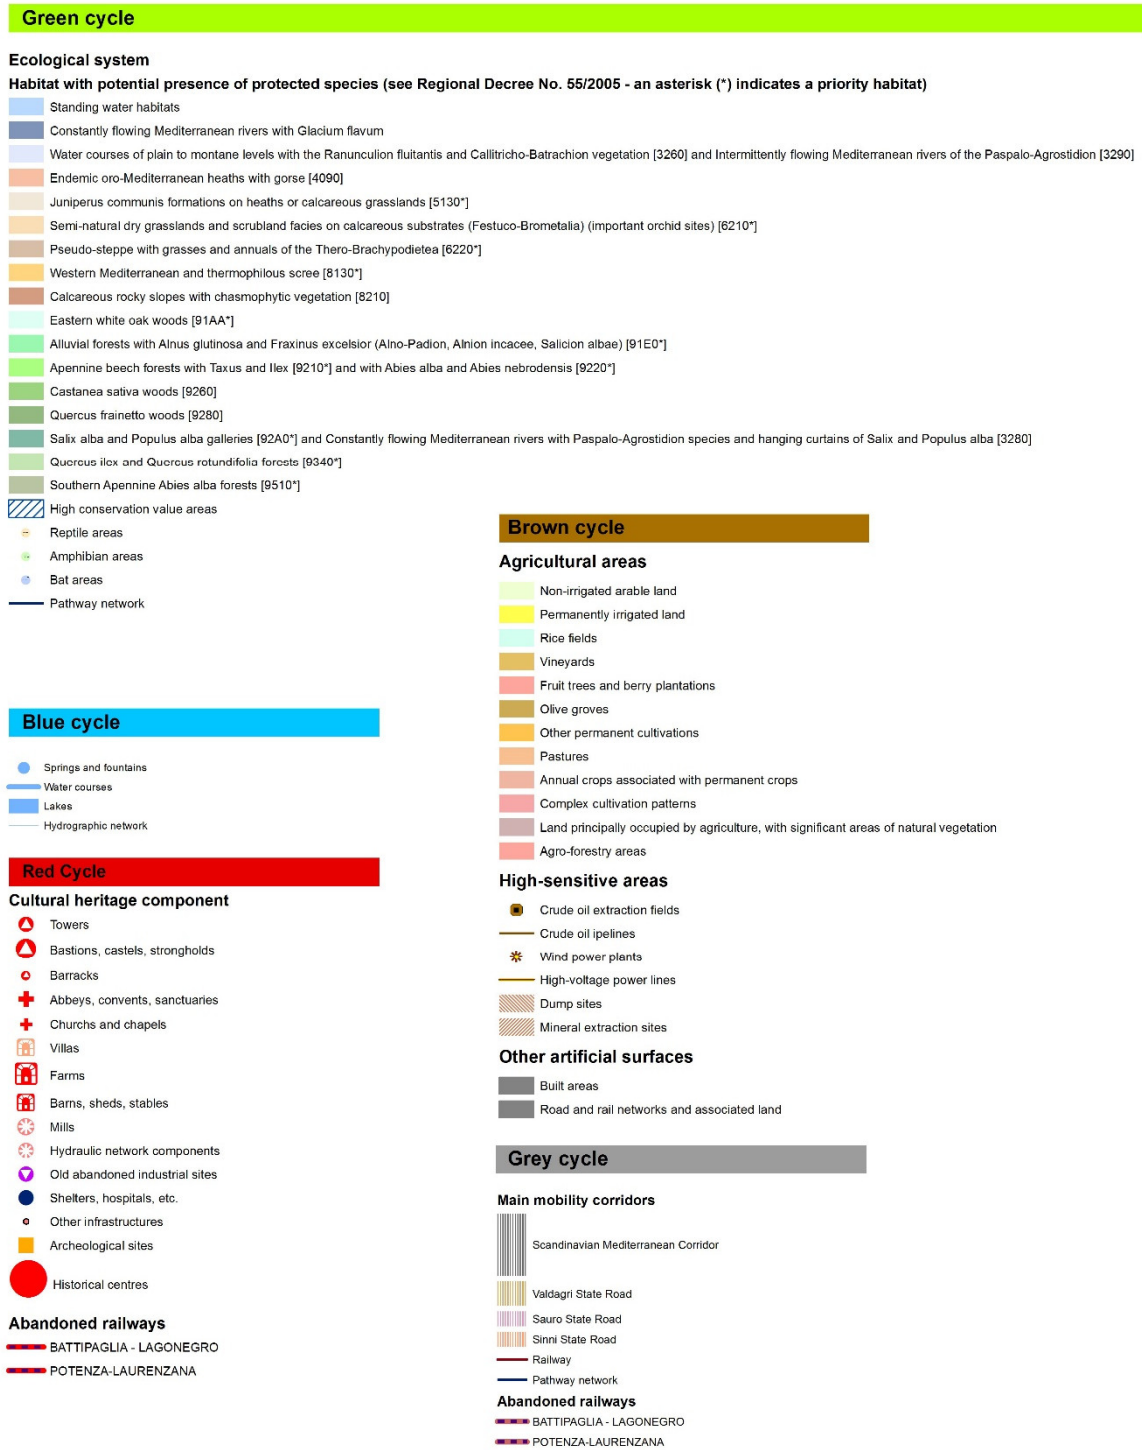 Green cycle
Ecological system
Habitat with potential presence of protected species (see Regional Decree No. 55/2005 - an asterisk (*) indicates a priority habitat)
Standing water habitats
Constantly flowing Mediterranean rivers with Glacium flavum
Water courses of plain to montane levels with the Ranunculion fluitantis and Callitricho-Batrachion vegetation [3260] and Intermittently flowing Mediterranean rivers of the Paspalo-Agrostidion [3290]
Endemic oro-Mediterranean heaths with gorse [4090]
Juniperus communis formations on heaths or calcareous grasslands [5130*]
Semi-natural dry grasslands and scrubland facies on calcareous substrates (Festuco-Brometalia) (important orchid sites) [6210*]
Pseudo-steppe with grasses and annuals of the Thero-Brachypodietea [6220*]
Western Mediterranean and thermophilous scree [8130*]
Calcareous rocky slopes with chasmophytic vegetation [8210]
Eastern white oak woods [91AA*]
Alluvial forests with Alnus glutinosa and Fraxinus excelsior (Alno-Padion, Alnion incacee, Salicion albae) [91E0*]
Apennine beech forests with Taxus and Ilex [9210*] and with Abies alba and Abies nebrodensis [9220*]
Castanea sativa woods [9260]
Quercus frainetto woods [9280]
Salix alba and Populus alba galleries [92A0*] and Constantly flowing Mediterranean rivers with Paspalo-Agrostidion species and hanging curtains of Salix and Populus alba [3280]
Quercus ilex and Quercus rotundifolia forests [9340*]
Southern Apennine Abies alba forests [9510*]
High conservation value areas
Reptile areas
Amphibian areas
Bat areas
Pathway network
Blue cycle
Springs and fountains
Water courses
Lakes
Hydrographic network
Red Cycle
Cultural heritage component
Towers
Bastions, castels, strongholds
Barracks
Abbeys, convents, sanctuaries
Churchs and chapels
Villas
Farms
Barns, sheds, stables
Mills
Hydraulic network components
Old abandoned industrial sites
Shelters, hospitals, etc.
Other infrastructures
Archeological sites
Historical centres
Abandoned railways
BATTIPAGLIA - LAGONEGRO
POTENZA-LAURENZANA
Brown cycle
Agricultural areas
Non-irrigated arable land
Permanently irrigated land
Rice fields
Vineyards
Fruit trees and berry plantations
Olive groves
Other permanent cultivations
Pastures
Annual crops associated with permanent crops
Complex cultivation patterns
Land principally occupied by agriculture, with significant areas of natural vegetation
Agro-forestry areas
High-sensitive areas
Crude oil extraction fields
Crude oil ipelines
Wind power plants
High-voltage power lines
Dump sites
Mineral extraction sites
Other artificial surfaces
Built areas
Road and rail networks and associated land
Grey cycle
Main mobility corridors
Scandinavian Mediterranean Corridor
Valdagri State Road
Sauro State Road
Sinni State Road
Railway
Pathway network
Abandoned railways
BATTIPAGLIA - LAGONEGRO
POTENZA-LAURENZANA